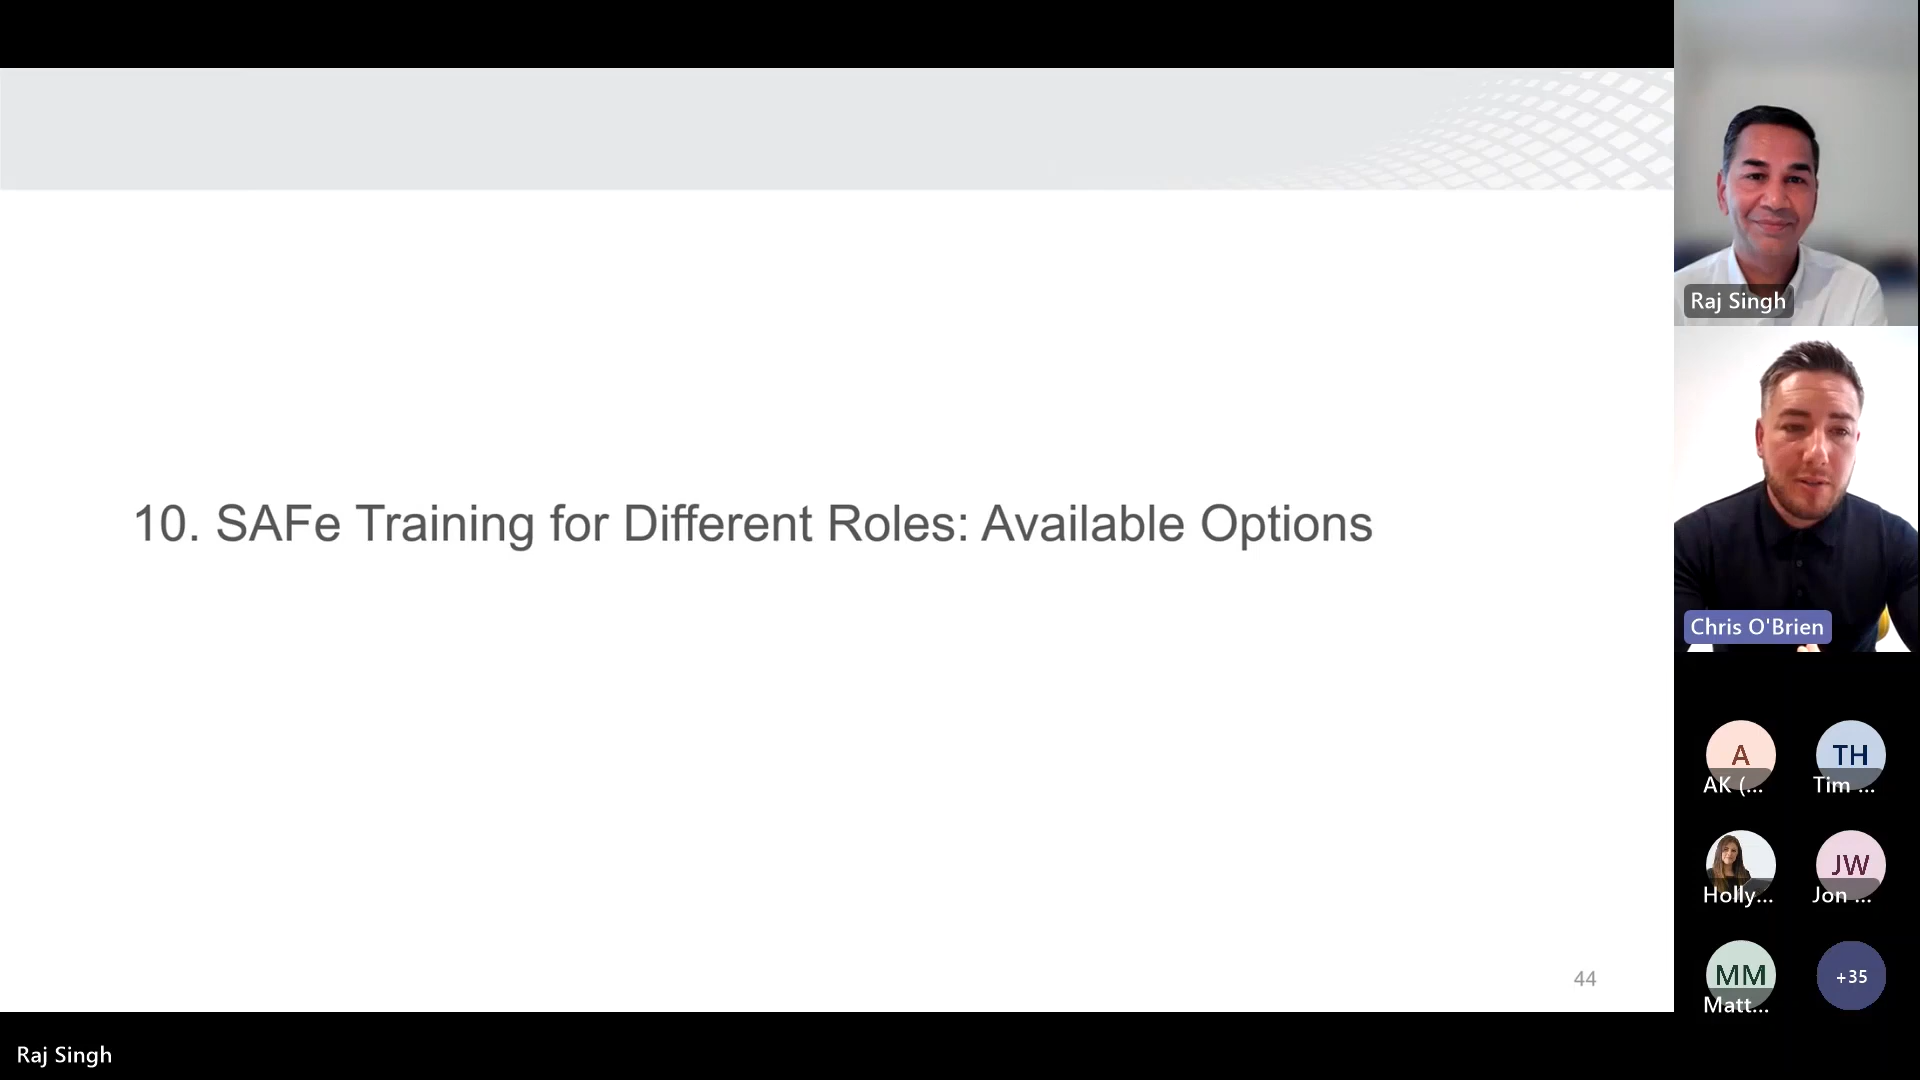 10. SAFe Training for Different Roles: Available Options
44
Raj Singh
Raj Singh
Chris O'Brien
A
AK (...
TH
Tim ...
Holly...
JW
Jon ...
MM
Matt...
+35